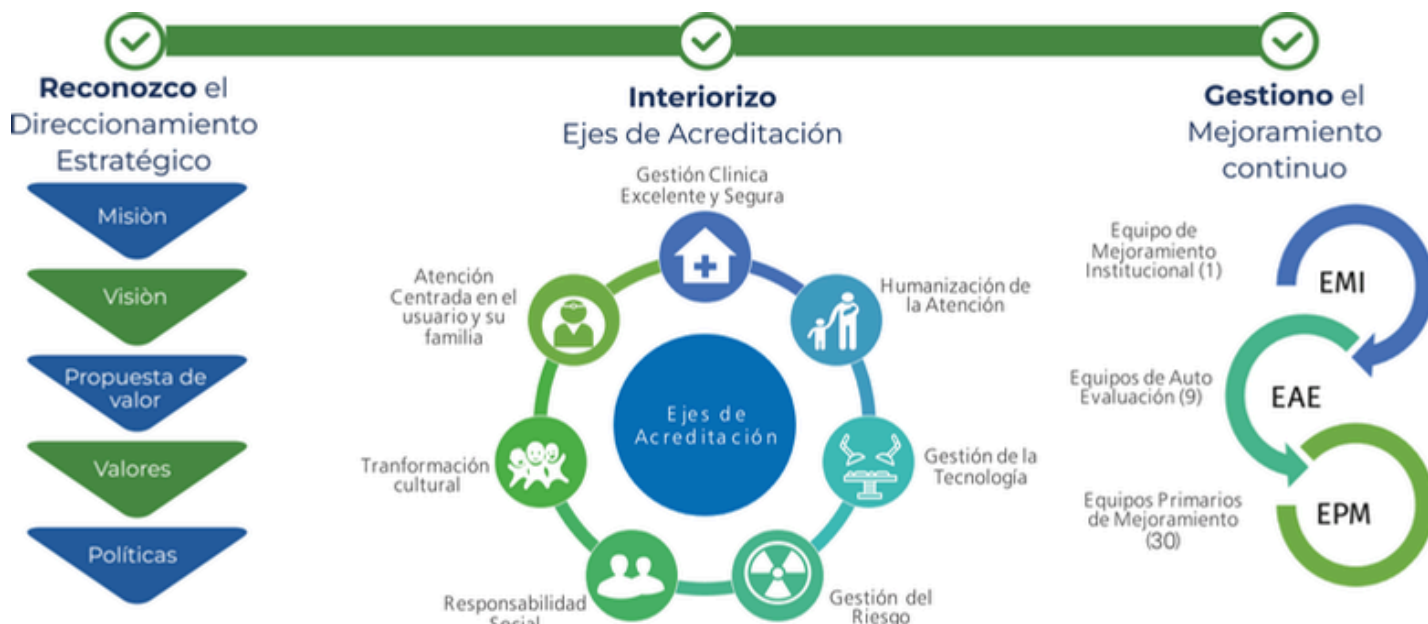 Reconozco el
Direccionamiento
Estratégico
Misiòn
Visiòn
Propuesta de
valor
Valores
Políticas
Interiorizo
Ejes de Acreditación
Gestión Clinica
Excelente y Segura
Humanización de
la Atención
Gestión de la
Tecnología
Gestión del
Riesgo
Responsabilidad
Social
Tranformación
cultural
Atención
Centrada en el
usuario y su
familia
Ejes de
Acreditación
Gestiono el
Mejoramiento
continuo
Equipo de
Mejoramiento
Institucional (1)
EMI
Equipos de Auto
Evaluación (9)
EAE
Equipos Primarios
de Mejoramiento
(30)
EPM